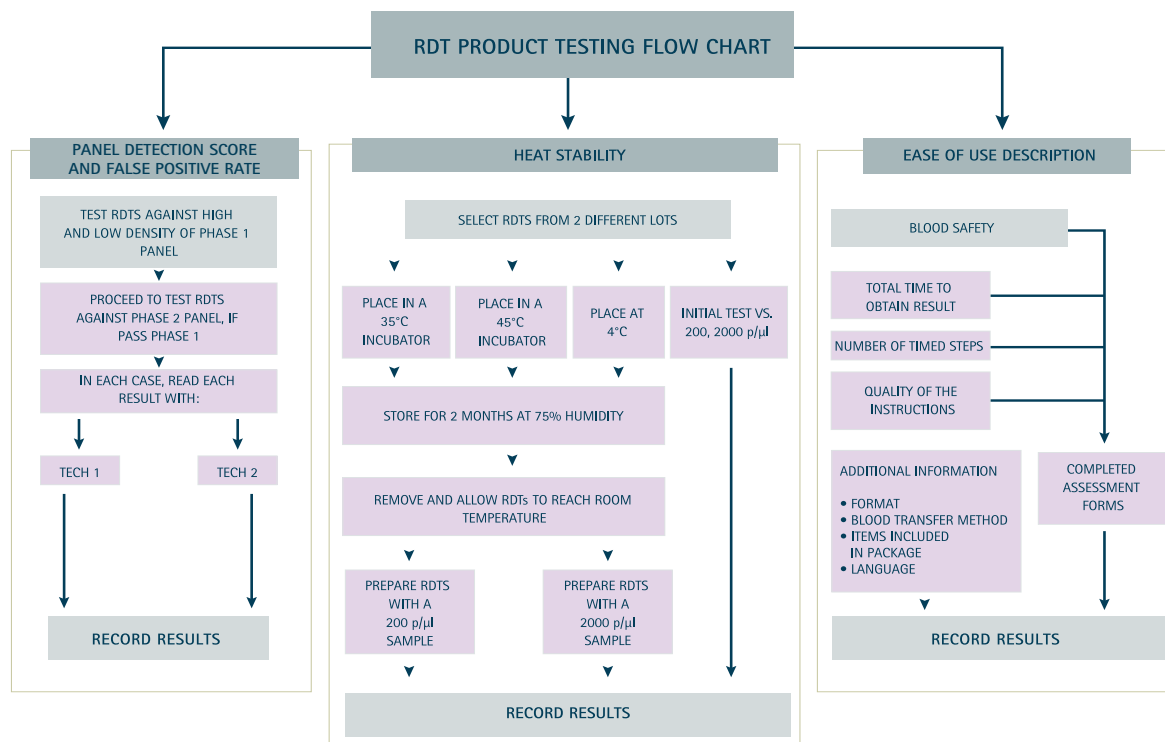 RDT PRODUCT TESTING FLOW CHART
PANEL DETECTION SCORE
AND FALSE POSITIVE RATE
TEST RDTS AGAINST HIGH
AND LOW DENSITY OF PHASE 1
PANEL
PROCEED TO TEST RDTS
AGAINST PHASE 2 PANEL, IF
PASS PHASE 1
IN EACH CASE, READ EACH
RESULT WITH:
TECH 1
TECH 2
RECORD RESULTS
HEAT STABILITY
SELECT RDTS FROM 2 DIFFERENT LOTS
PLACE IN A
35°C
INCUBATOR
PLACE IN A
45°C
INCUBATOR
PLACE AT
4°C
INITIAL TEST VS.
200, 2000 p/µl
STORE FOR 2 MONTHS AT 75% HUMIDITY
REMOVE AND ALLOW RDTs TO REACH ROOM
TEMPERATURE
PREPARE RDTS
WITH A
200 p/µl
SAMPLE
PREPARE RDTS
WITH A
2000 p/µl
SAMPLE
RECORD RESULTS
EASE OF USE DESCRIPTION
BLOOD SAFETY
TOTAL TIME TO
OBTAIN RESULT
NUMBER OF TIMED STEPS
QUALITY OF THE
INSTRUCTIONS
ADDITIONAL INFORMATION
• FORMAT
• BLOOD TRANSFER METHOD
• ITEMS INCLUDED
IN PACKAGE
• LANGUAGE
COMPLETED
ASSESSMENT
FORMS
RECORD RESULTS